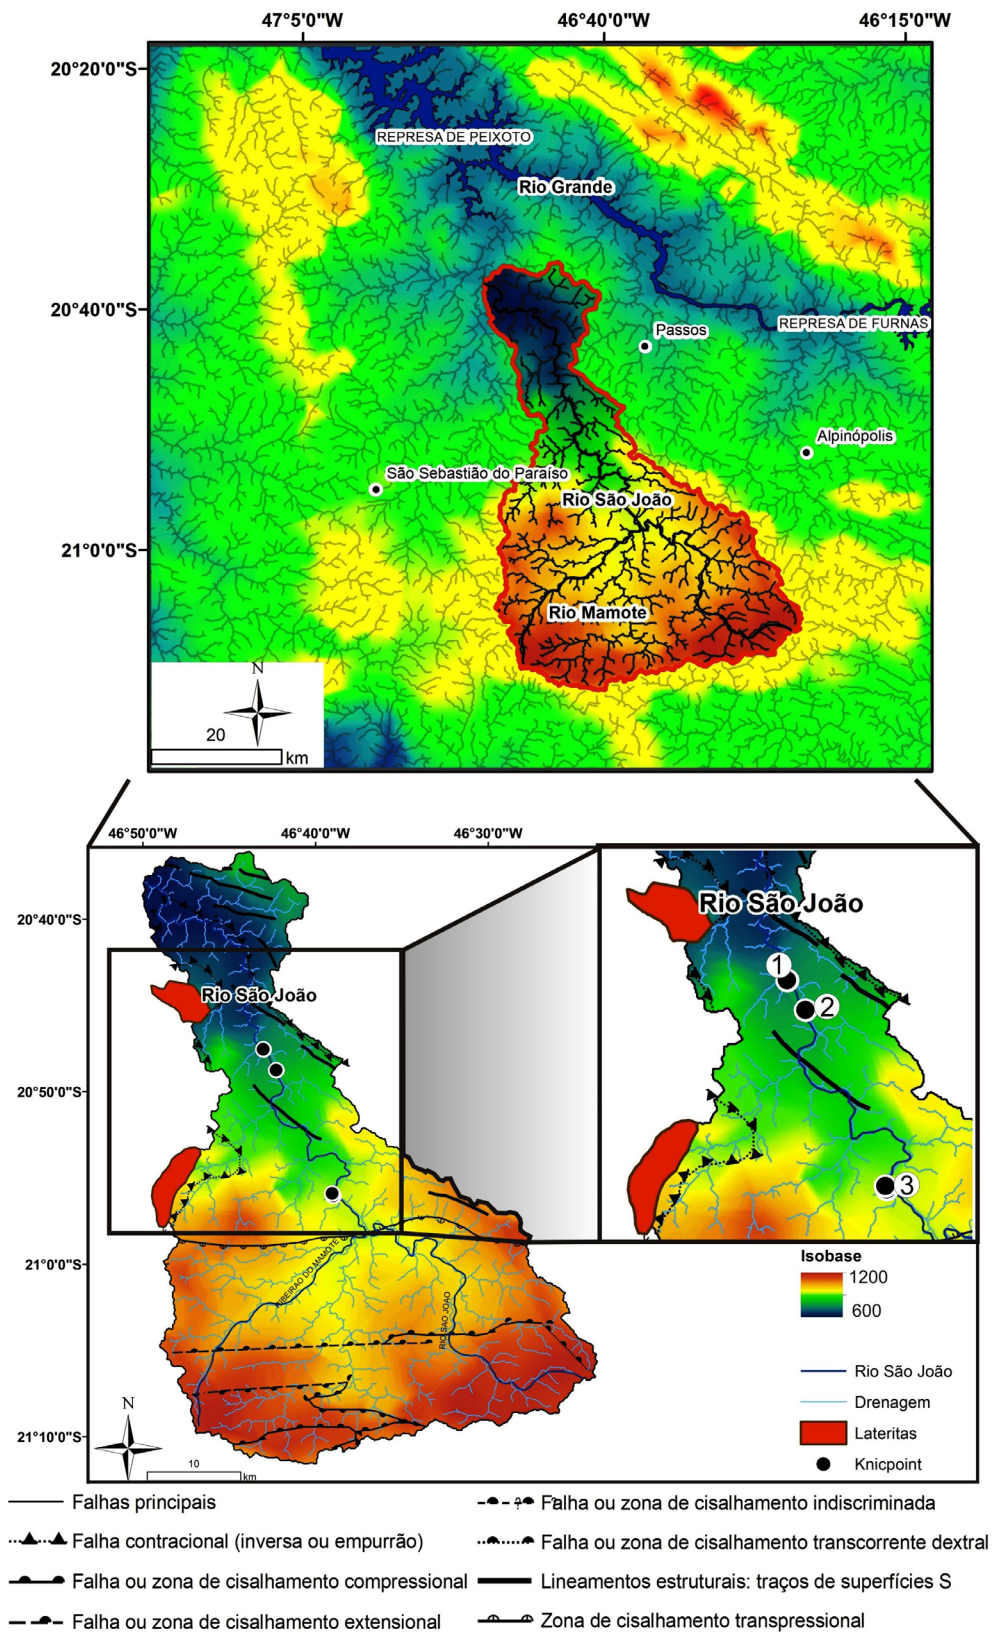 47°5'0"W 46°40'0"W 46°15'0"W
20°20'0"S
REPRESA DE PEIXOTO
Rio Grande
20°40'0"S
REPRESA DE FURNAS
Passos
Alpinópolis
São Sebastião do Paraíso
Rio São João
21°0'0"S
Rio Mamote
N
20
km
46°50'0"W 46°40'0"W 46°30'0"W
20°40'0"S
Rio São João
Rio São João
1
2
20°50'0"S
3
21°0'0"S
RIBEIRÃO DO MAMOTE
RIO SÃO JOÃO
Isobase
1200
600
Rio São João
Drenagem
Lateritas
Knicpoint
N
21°10'0"S
10
km
Falhas principais
Falha ou zona de cisalhamento indiscriminada
Falha contracional (inversa ou empurrão)
Falha ou zona de cisalhamento transcorrente dextral
Falha ou zona de cisalhamento compressional
Lineamentos estruturais: traços de superfícies S
Falha ou zona de cisalhamento extensional
Zona de cisalhamento transpressional